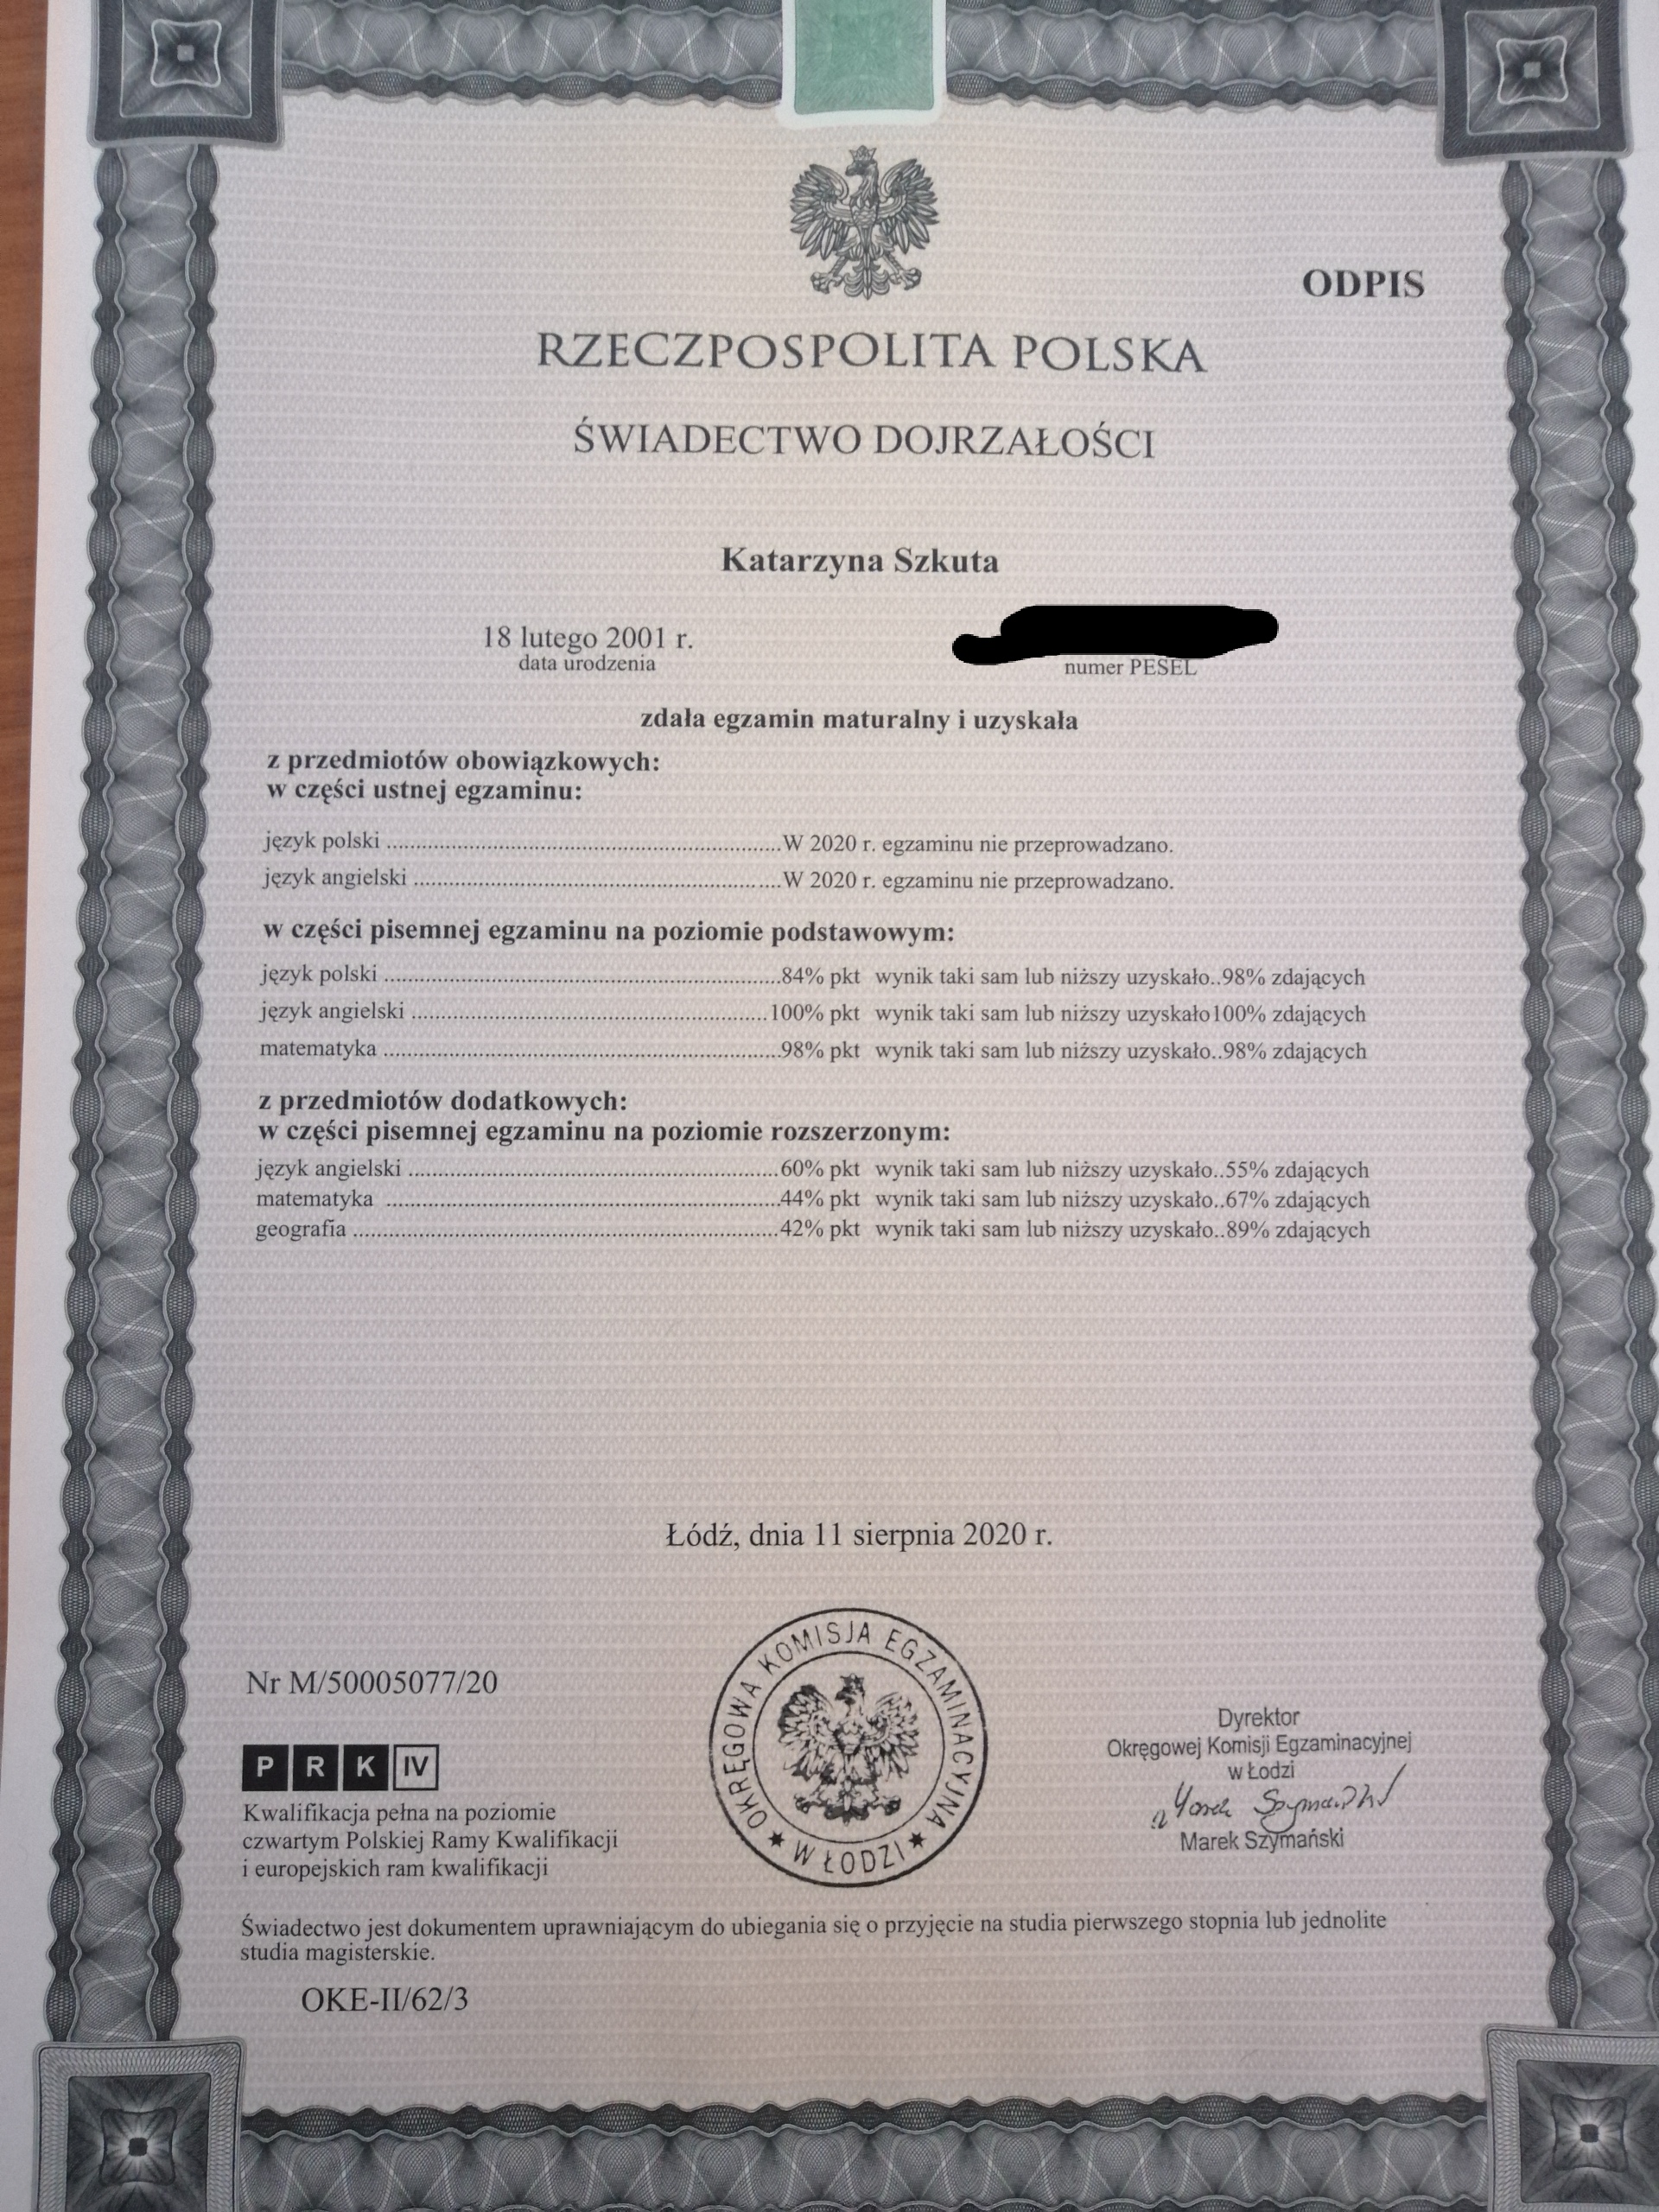 ODPIS
RZECZPOSPOLITA POLSKA
ŚWIADECTWO DOJRZAŁOŚCI
Katarzyna Szkuta
18 lutego 2001 r.
data urodzenia
numer PESEL
zdała egzamin maturalny i uzyskała
z przedmiotów obowiązkowych:
w części ustnej egzaminu:
język polski ........................................................................W 2020 r. egzaminu nie przeprowadzano.
język angielski ...................................................................W 2020 r. egzaminu nie przeprowadzano.
w części pisemnej egzaminu na poziomie podstawowym:
język polski ........................................................................84% pkt wynik taki sam lub niższy uzyskało..98% zdających
język angielski .................................................................100% pkt wynik taki sam lub niższy uzyskało100% zdających
matematyka ........................................................................98% pkt wynik taki sam lub niższy uzyskało..98% zdających
z przedmiotów dodatkowych:
w części pisemnej egzaminu na poziomie rozszerzonym:
język angielski ...................................................................60% pkt wynik taki sam lub niższy uzyskało..55% zdających
matematyka ........................................................................44% pkt wynik taki sam lub niższy uzyskało..67% zdających
geografia .............................................................................42% pkt wynik taki sam lub niższy uzyskało..89% zdających
Łódź, dnia 11 sierpnia 2020 r.
Nr M/50005077/20
OKRĘGOWA KOMISJA EGZAMINACYJNA
★ W ŁODZI ★
Dyrektor
Okręgowej Komisji Egzaminacyjnej
w Łodzi
Marek Szymański
P R K IV
Kwalifikacja pełna na poziomie
czwartym Polskiej Ramy Kwalifikacji
i europejskich ram kwalifikacji
Świadectwo jest dokumentem uprawniającym do ubiegania się o przyjęcie na studia pierwszego stopnia lub jednolite
studia magisterskie.
OKE-II/62/3